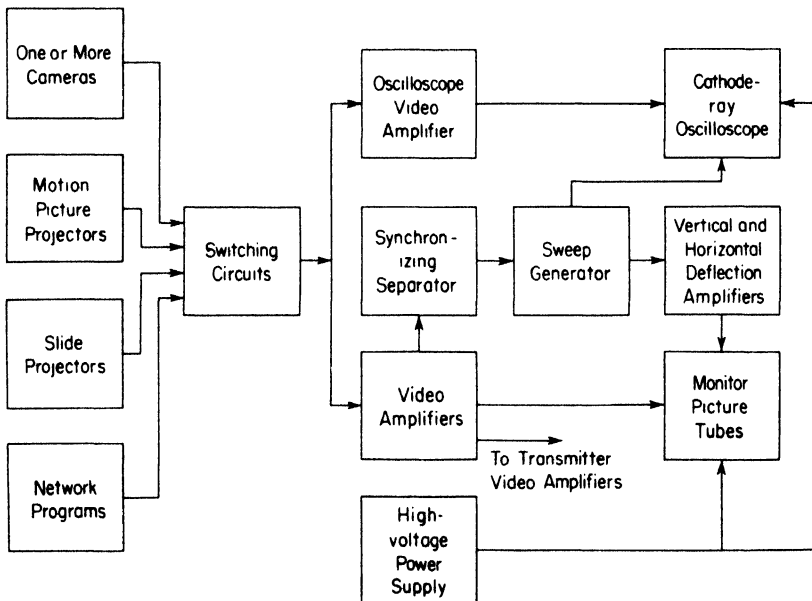 One or More
Cameras
Motion
Picture
Projectors
Slide
Projectors
Network
Programs
Switching
Circuits
Oscilloscope
Video
Amplifier
Synchron-
izing
Separator
Video
Amplifiers
To Transmitter
Video Amplifiers
High-
voltage
Power
Supply
Sweep
Generator
Cathode-
ray
Oscilloscope
Vertical and
Horizontal
Deflection
Amplifiers
Monitor
Picture
Tubes